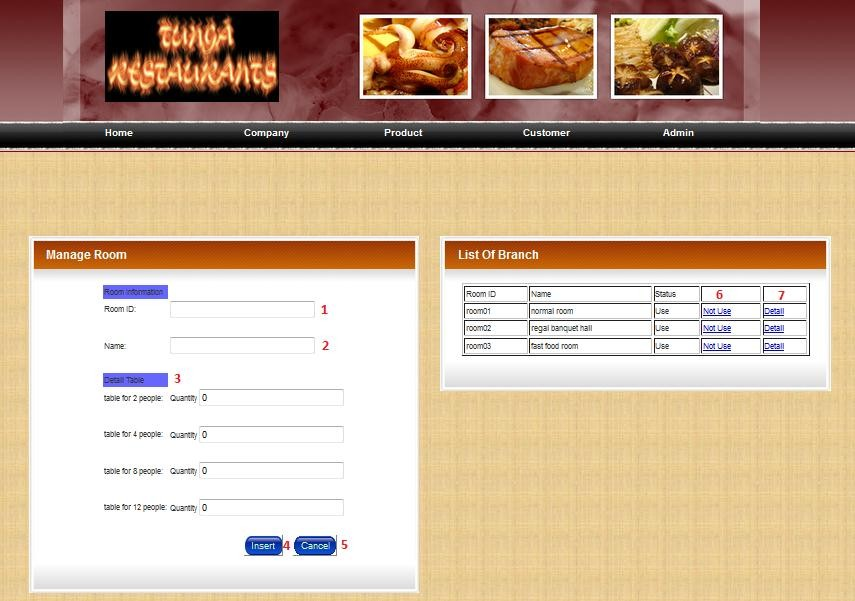 TUNGA
RESTAURANTS
Home Company Product Customer Admin
Manage Room
Room Information
Room ID: 1
Name: 2
Detail Table 3
table for 2 people: Quantity 0
table for 4 people: Quantity 0
table for 8 people: Quantity 0
table for 12 people: Quantity 0
Insert 4 Cancel 5
List Of Branch
Room ID Name Status 6 7
room01 normal room Use Not Use Detail
room02 regal banquet hall Use Not Use Detail
room03 fast food room Use Not Use Detail